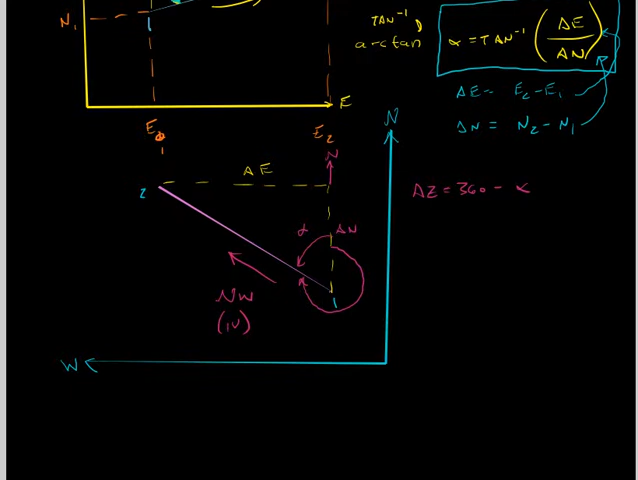 N₁
TAN⁻¹
arctan
α = TAN⁻¹ (ΔE / ΔN)
E
ΔE = E₂ - E₁
ΔN = N₂ - N₁
E₁
E₂
N
N
ΔE
2
AZ = 360 - α
α
ΔN
NW
(IV)
1
W